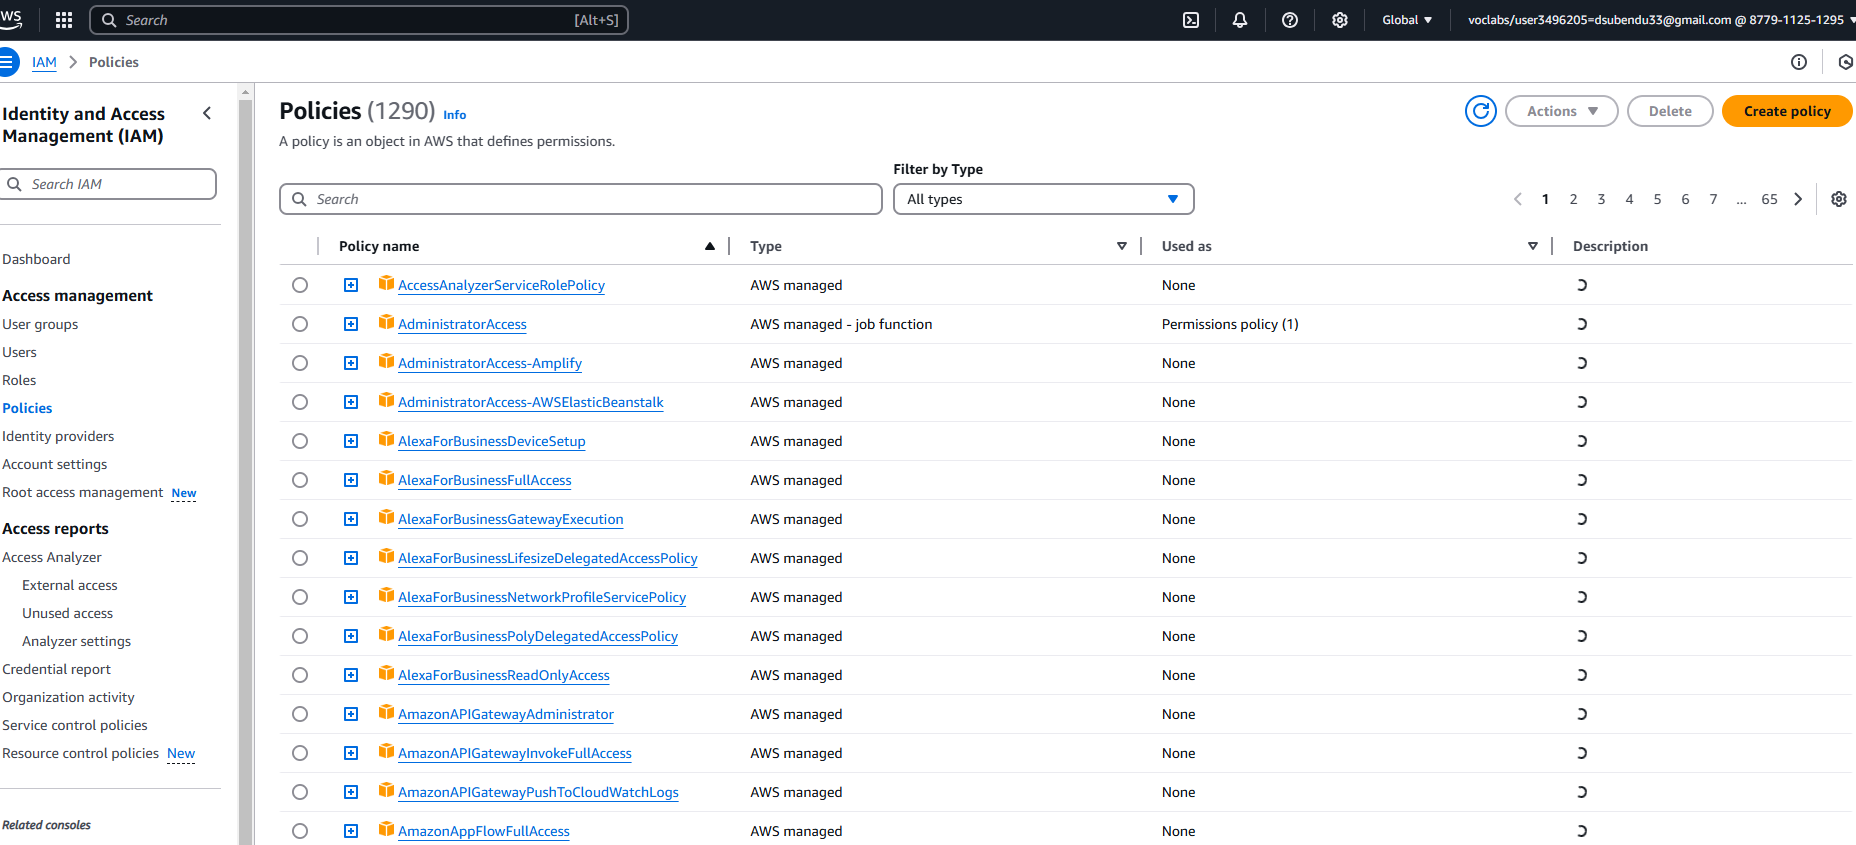 aws
Search [Alt+S] Global voclabs/user3496205=dsubendu33@gmail.com @ 8779-1125-1295
IAM > Policies
Identity and Access
Management (IAM)
Search IAM
Dashboard
Access management
User groups
Users
Roles
Policies
Identity providers
Account settings
Root access management New
Access reports
Access Analyzer
External access
Unused access
Analyzer settings
Credential report
Organization activity
Service control policies
Resource control policies New
Related consoles
Policies (1290) Info
Actions Delete Create policy
A policy is an object in AWS that defines permissions.
Filter by Type
Search All types 1 2 3 4 5 6 7 ... 65
Policy name Type Used as Description
AccessAnalyzerServiceRolePolicy AWS managed None
AdministratorAccess AWS managed - job function Permissions policy (1)
AdministratorAccess-Amplify AWS managed None
AdministratorAccess-AWSElasticBeanstalk AWS managed None
AlexaForBusinessDeviceSetup AWS managed None
AlexaForBusinessFullAccess AWS managed None
AlexaForBusinessGatewayExecution AWS managed None
AlexaForBusinessLifesizeDelegatedAccessPolicy AWS managed None
AlexaForBusinessNetworkProfileServicePolicy AWS managed None
AlexaForBusinessPolyDelegatedAccessPolicy AWS managed None
AlexaForBusinessReadOnlyAccess AWS managed None
AmazonAPIGatewayAdministrator AWS managed None
AmazonAPIGatewayInvokeFullAccess AWS managed None
AmazonAPIGatewayPushToCloudWatchLogs AWS managed None
AmazonAppFlowFullAccess AWS managed None